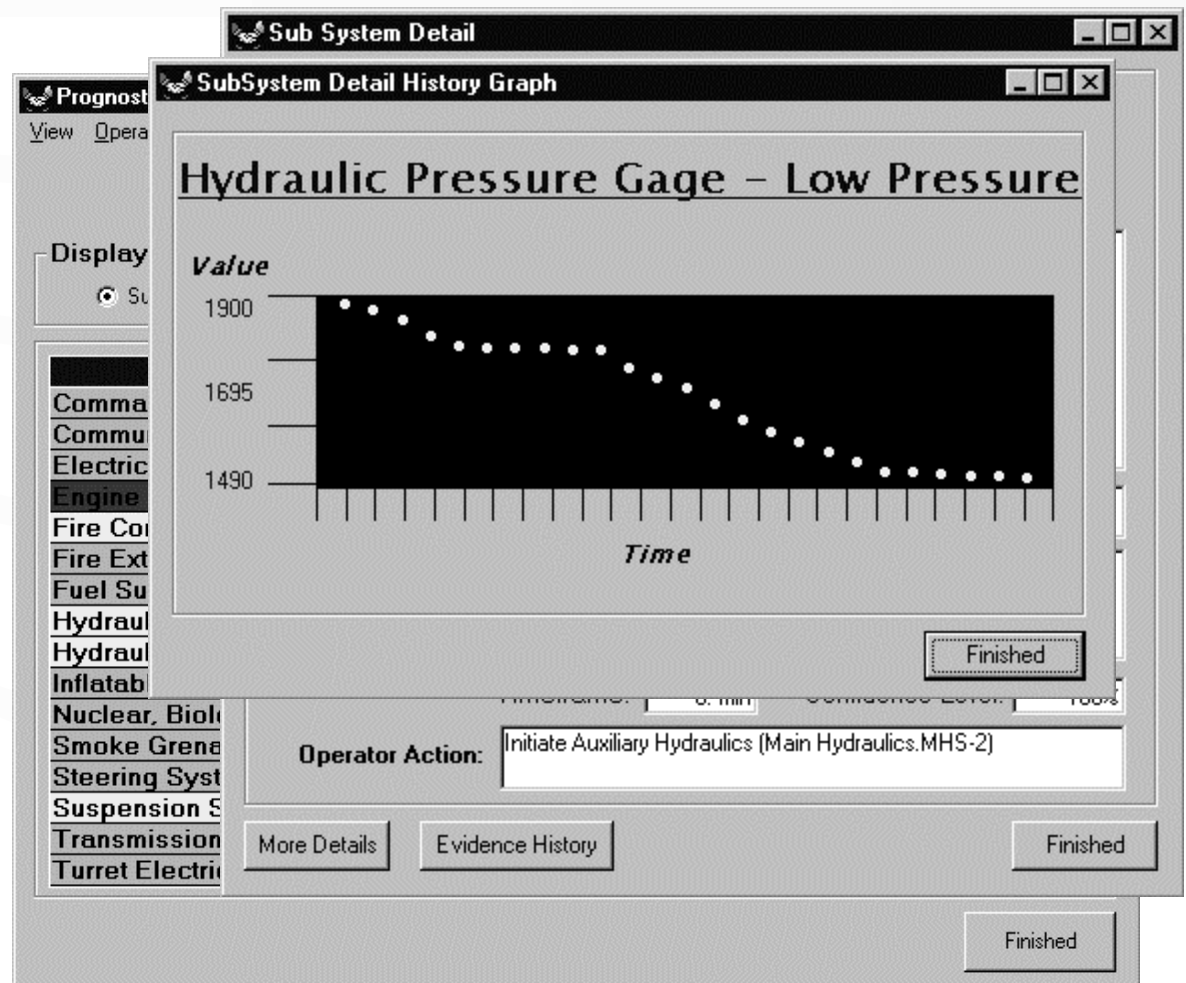 Sub System Detail
SubSystem Detail History Graph
Prognost
View Opera
Hydraulic Pressure Gage – Low Pressure
Display
Su
Value
1900
1695
1490
Time
Finished
Comma
Commu
Electric
Engine
Fire Co
Fire Ext
Fuel Su
Hydraul
Hydraul
Inflatab
Nuclear, Biol
Smoke Grena
Steering Syst
Suspension S
Transmission
Turret Electri
Operator Action:
Initiate Auxiliary Hydraulics (Main Hydraulics.MHS-2)
More Details
Evidence History
Finished
Finished